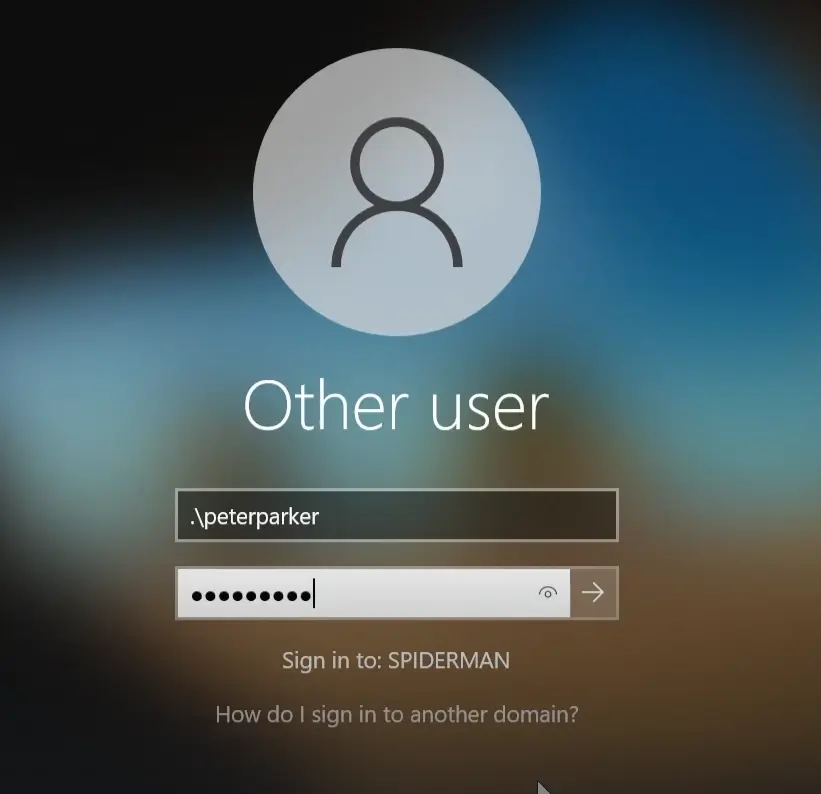 Other user
.\peterparker
●●●●●●●●●
Sign in to: SPIDERMAN
How do I sign in to another domain?